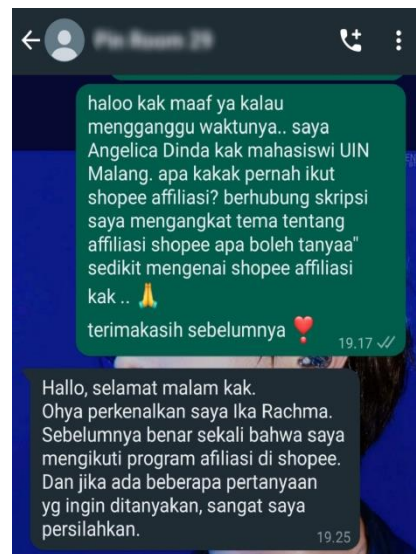 haloo kak maaf ya kalau
mengganggu waktunya.. saya
Angelica Dinda kak mahasiswi UIN
Malang. apa kakak pernah ikut
shopee affiliasi? berhubung skripsi
saya mengangkat tema tentang
affiliasi shopee apa boleh tanyaa"
sedikit mengenai shopee affiliasi
kak .. 🙏
terimakasih sebelumnya ❣️
19.17
Hallo, selamat malam kak.
Ohya perkenalkan saya Ika Rachma.
Sebelumnya benar sekali bahwa saya
mengikuti program afiliasi di shopee.
Dan jika ada beberapa pertanyaan
yg ingin ditanyakan, sangat saya
persilahkan.
19.25